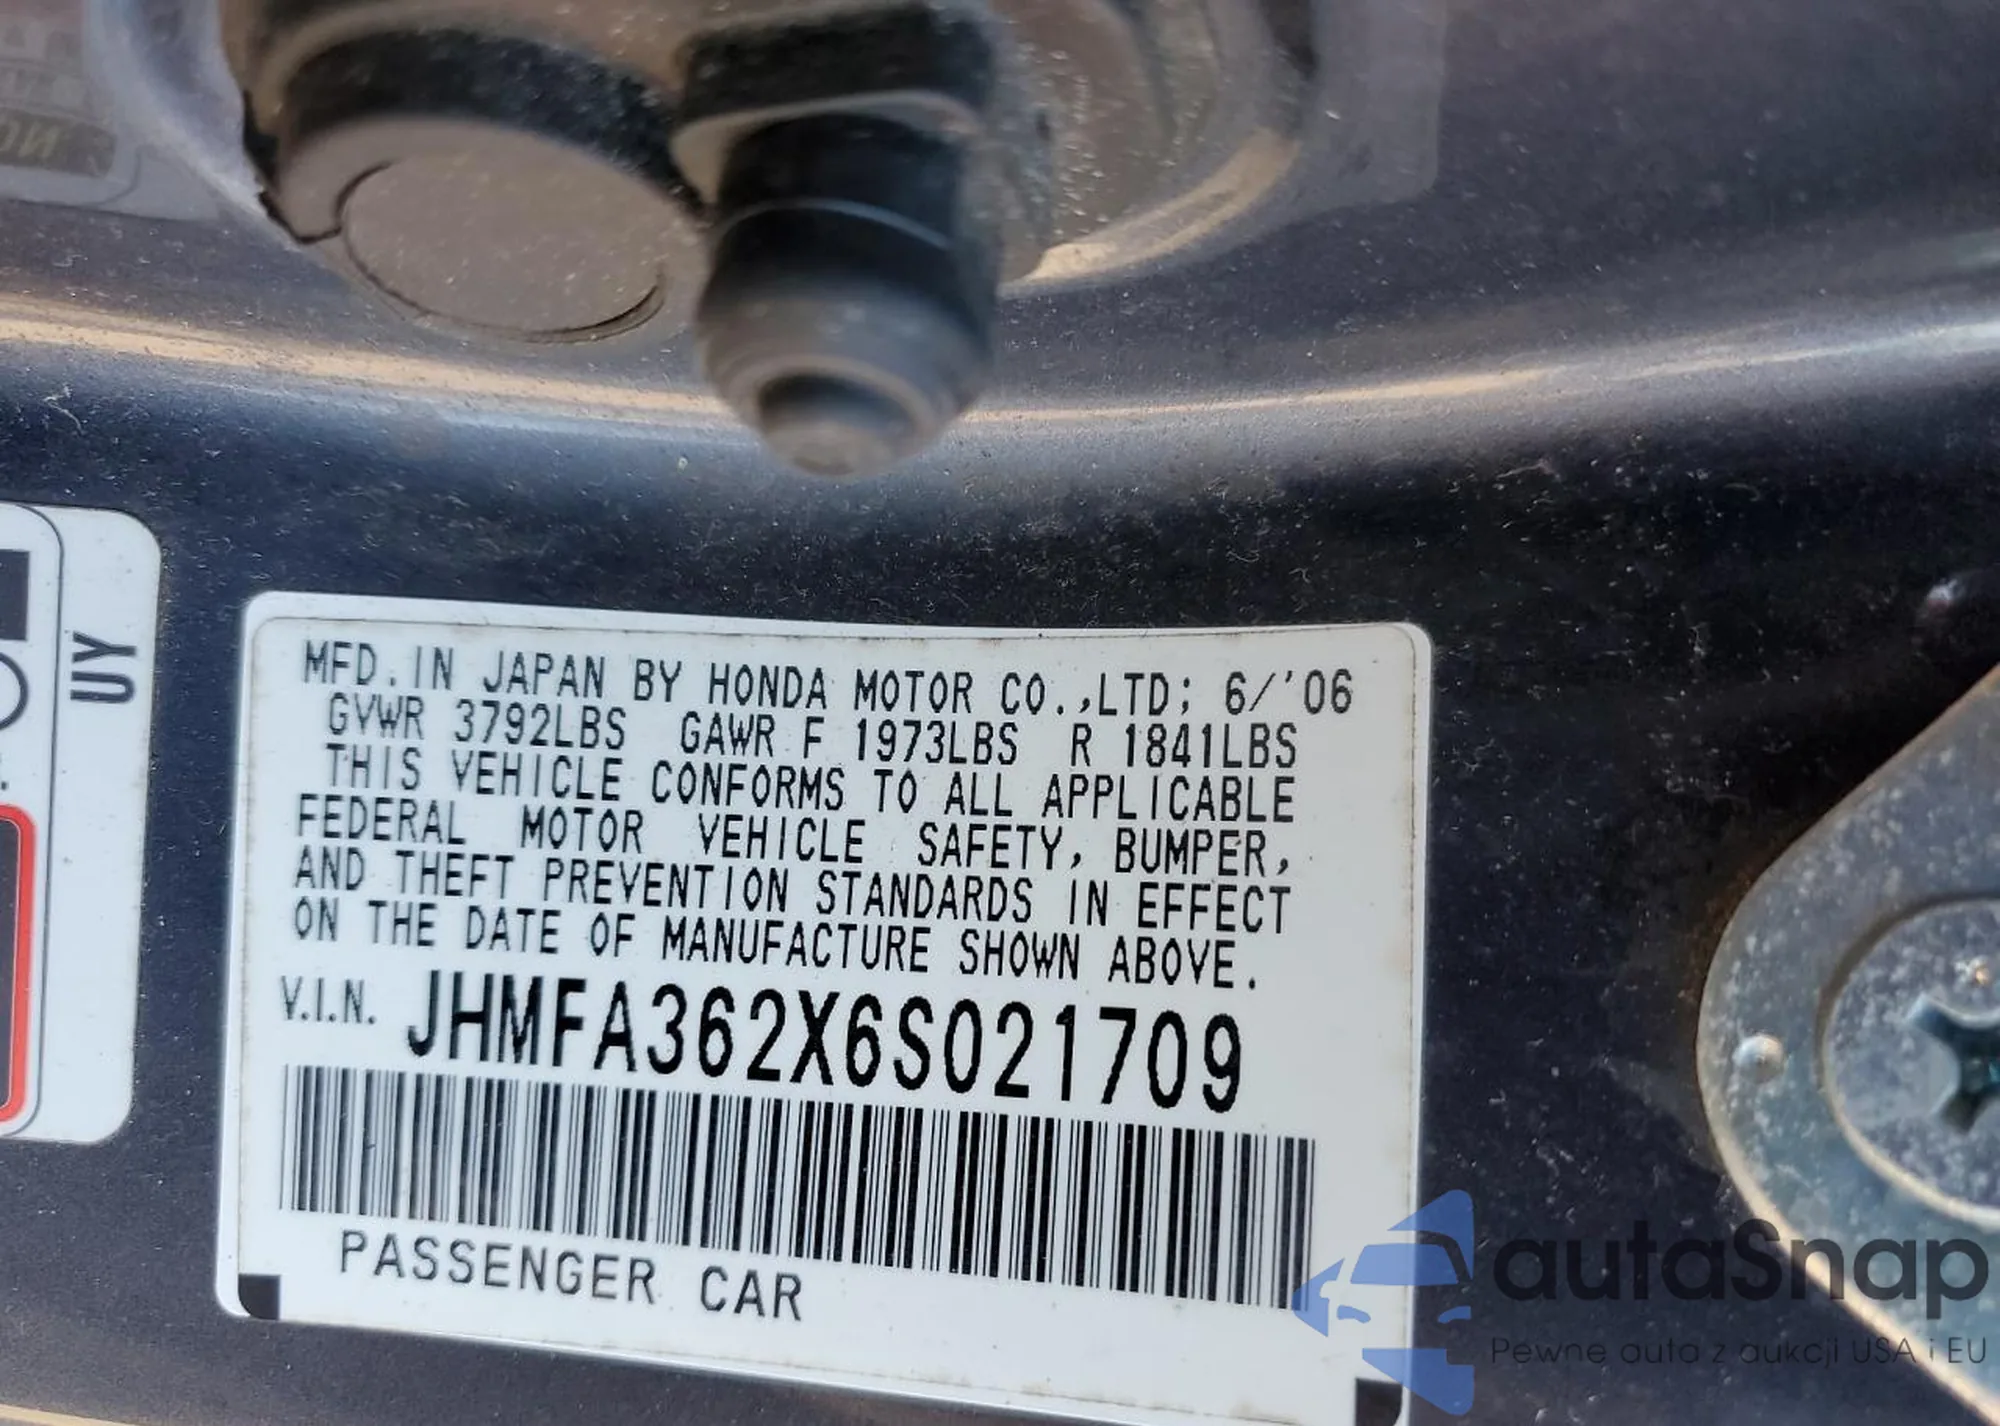 UY
MFD. IN JAPAN BY HONDA MOTOR CO.,LTD; 6/'06
GVWR 3792LBS GAWR F 1973LBS R 1841LBS
THIS VEHICLE CONFORMS TO ALL APPLICABLE
FEDERAL MOTOR VEHICLE SAFETY, BUMPER,
AND THEFT PREVENTION STANDARDS IN EFFECT
ON THE DATE OF MANUFACTURE SHOWN ABOVE.
V.I.N. JHMFA362X6S021709
PASSENGER CAR
autaSnap
Pewne auta z aukcji USA i EU